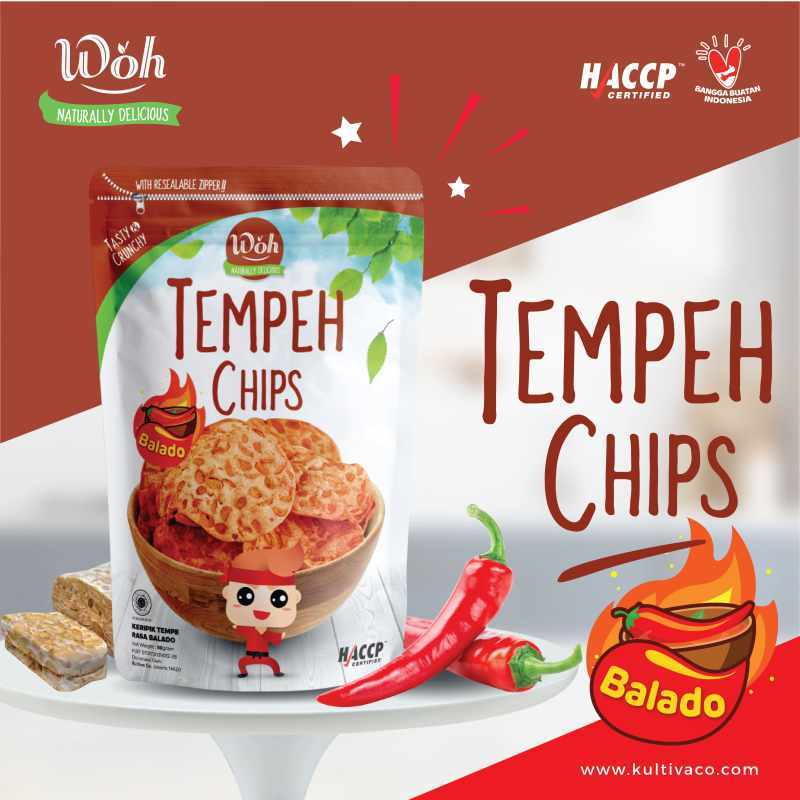 Woh
NATURALLY DELICIOUS
HACCP™
CERTIFIED
BANGGA BUATAN
INDONESIA
WITH RESEALABLE ZIPPER!!
TASTY &
CRUNCHY
Woh
NATURALLY DELICIOUS
TEMPEH
CHIPS
Balado
KERIPIK TEMPE
RASA BALADO
HACCP
CERTIFIED
TEMPEH
CHIPS
Balado
www.kultivaco.com